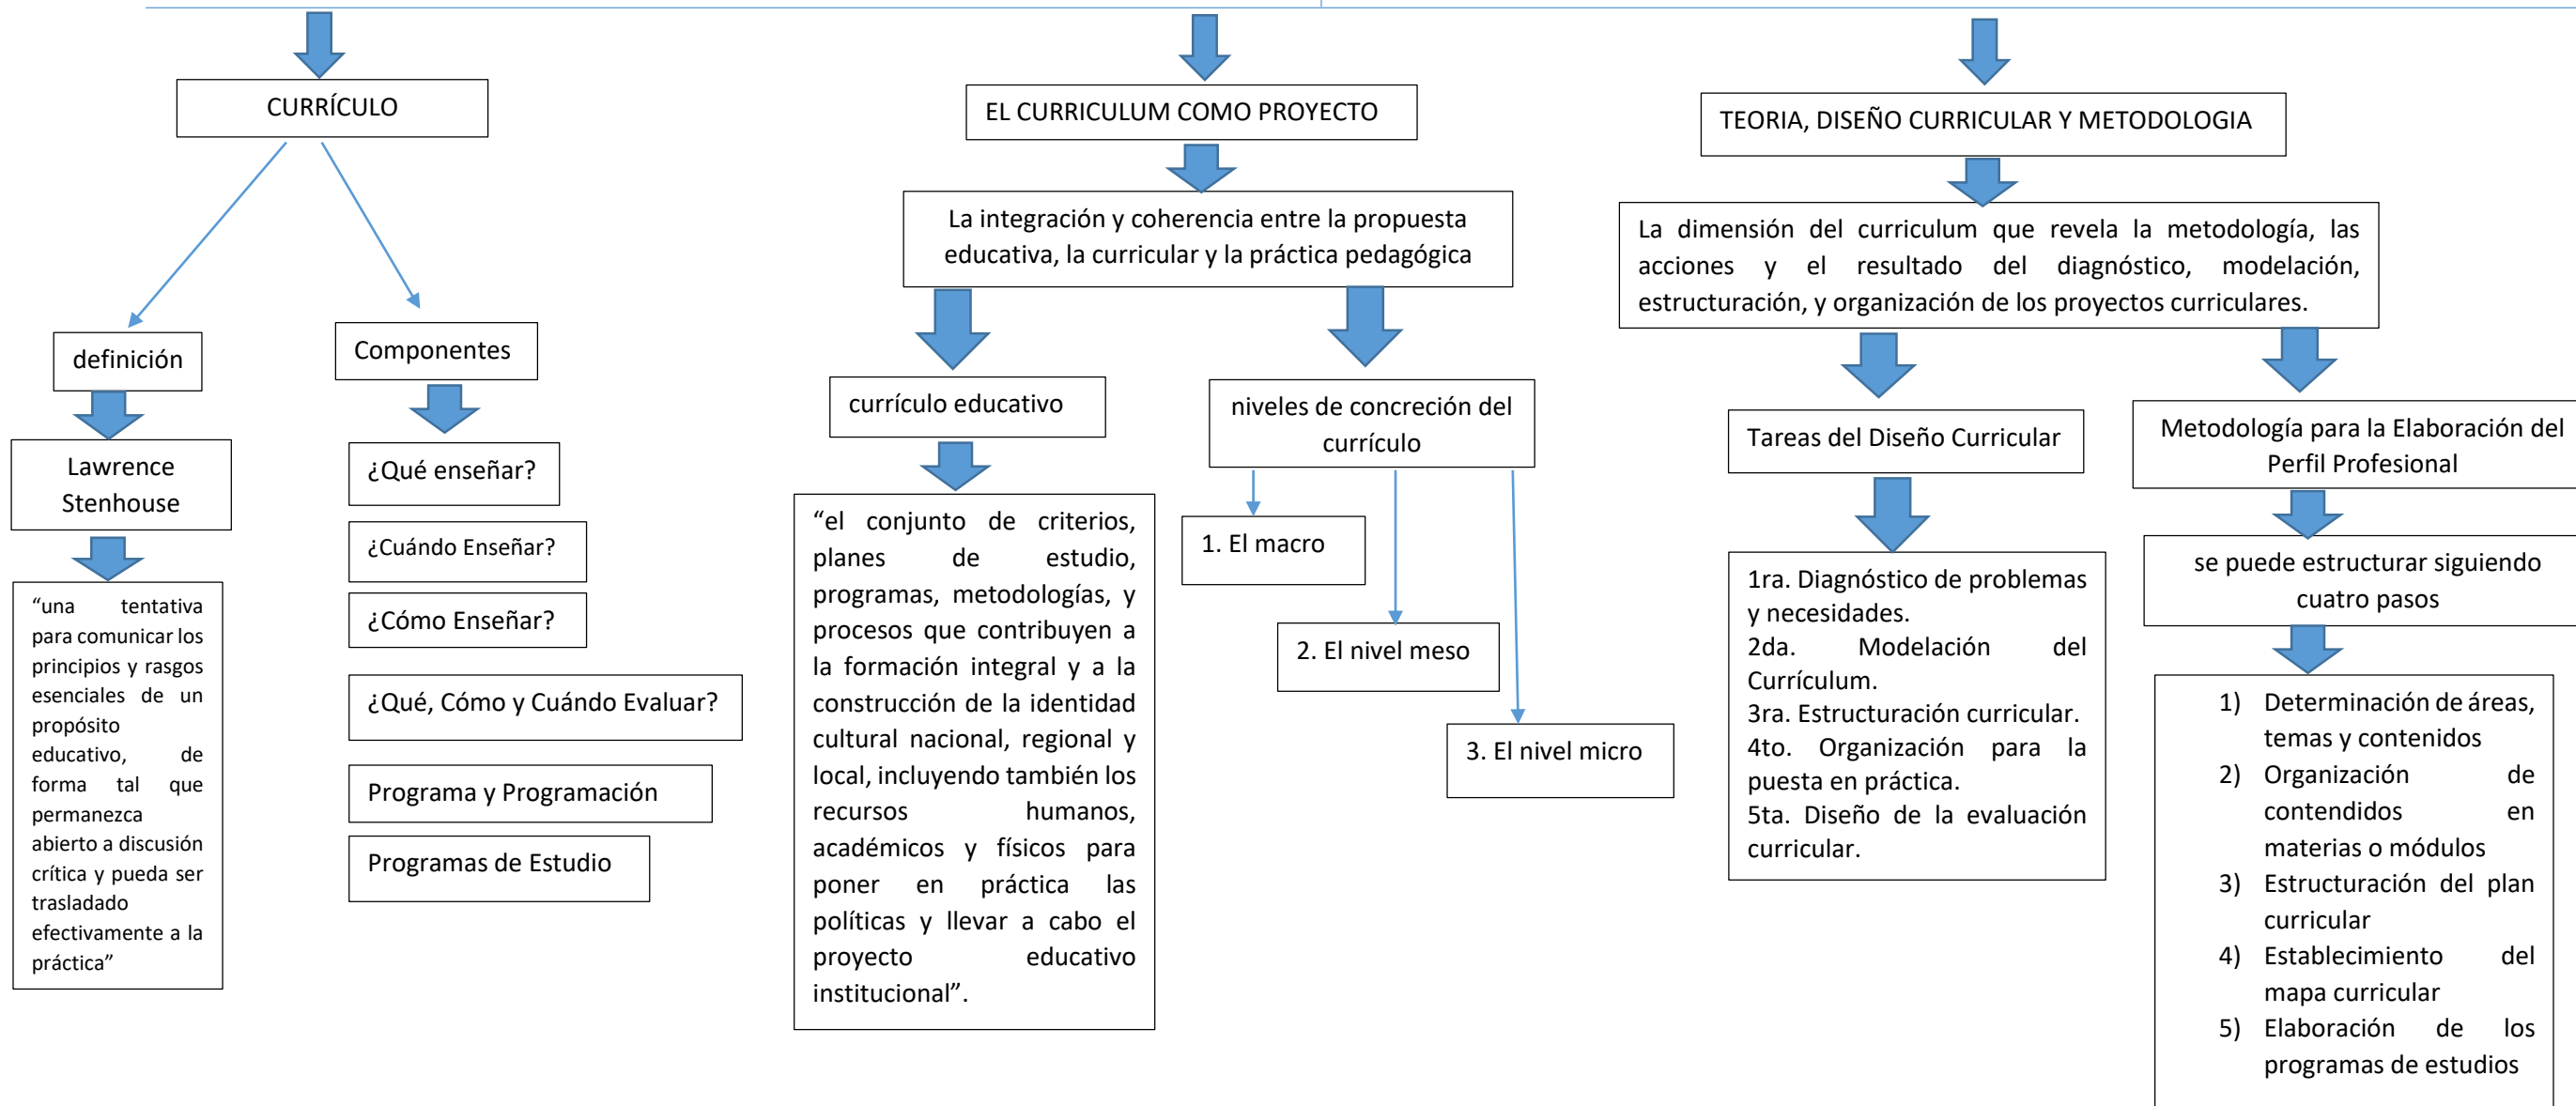 CURRÍCULO
definición
Lawrence
Stenhouse
“una tentativa
para comunicar los
principios y rasgos
esenciales de un
propósito
educativo, de
forma tal que
permanezca
abierto a discusión
crítica y pueda ser
trasladado
efectivamente a la
práctica”
Componentes
¿Qué enseñar?
¿Cuándo Enseñar?
¿Cómo Enseñar?
¿Qué, Cómo y Cuándo Evaluar?
Programa y Programación
Programas de Estudio
EL CURRICULUM COMO PROYECTO
La integración y coherencia entre la propuesta
educativa, la curricular y la práctica pedagógica
currículo educativo
“el conjunto de criterios,
planes de estudio,
programas, metodologías, y
procesos que contribuyen a
la formación integral y a la
construcción de la identidad
cultural nacional, regional y
local, incluyendo también los
recursos humanos,
académicos y físicos para
poner en práctica las
políticas y llevar a cabo el
proyecto educativo
institucional”.
niveles de concreción del
currículo
1. El macro
2. El nivel meso
3. El nivel micro
TEORIA, DISEÑO CURRICULAR Y METODOLOGIA
La dimensión del curriculum que revela la metodología, las
acciones y el resultado del diagnóstico, modelación,
estructuración, y organización de los proyectos curriculares.
Tareas del Diseño Curricular
1ra. Diagnóstico de problemas
y necesidades.
2da. Modelación del
Currículum.
3ra. Estructuración curricular.
4to. Organización para la
puesta en práctica.
5ta. Diseño de la evaluación
curricular.
Metodología para la Elaboración del
Perfil Profesional
se puede estructurar siguiendo
cuatro pasos
1) Determinación de áreas,
temas y contenidos
2) Organización de
contendidos en
materias o módulos
3) Estructuración del plan
curricular
4) Establecimiento del
mapa curricular
5) Elaboración de los
programas de estudios